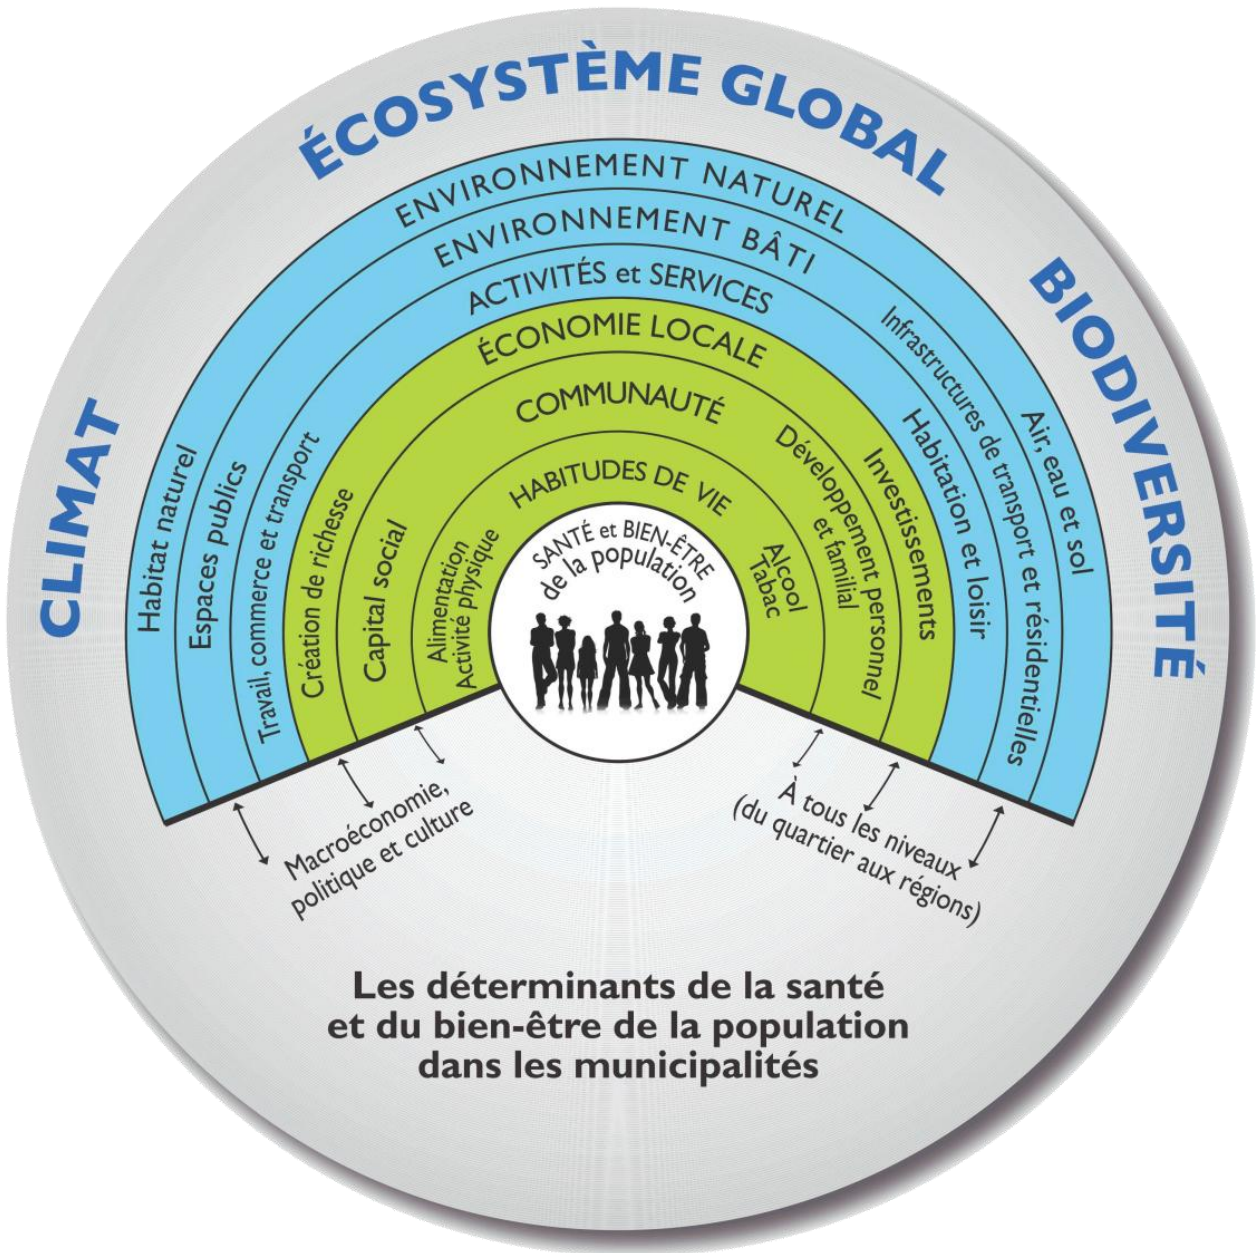 ÉCOSYSTÈME GLOBAL
CLIMAT
BIODIVERSITÉ
ENVIRONNEMENT NATUREL
Habitat naturel
Air, eau et sol
ENVIRONNEMENT BÂTI
Espaces publics
Infrastructures de transport et résidentielles
ACTIVITÉS et SERVICES
Travail, commerce et transport
Habitation et loisir
ÉCONOMIE LOCALE
Création de richesse
Investissements
COMMUNAUTÉ
Capital social
Développement personnel
et familial
HABITUDES DE VIE
Alimentation
Activité physique
Alcool
Tabac
SANTÉ et BIEN-ÊTRE
de la population
Macroéconomie,
politique et culture
À tous les niveaux
(du quartier aux régions)
Les déterminants de la santé
et du bien-être de la population
dans les municipalités